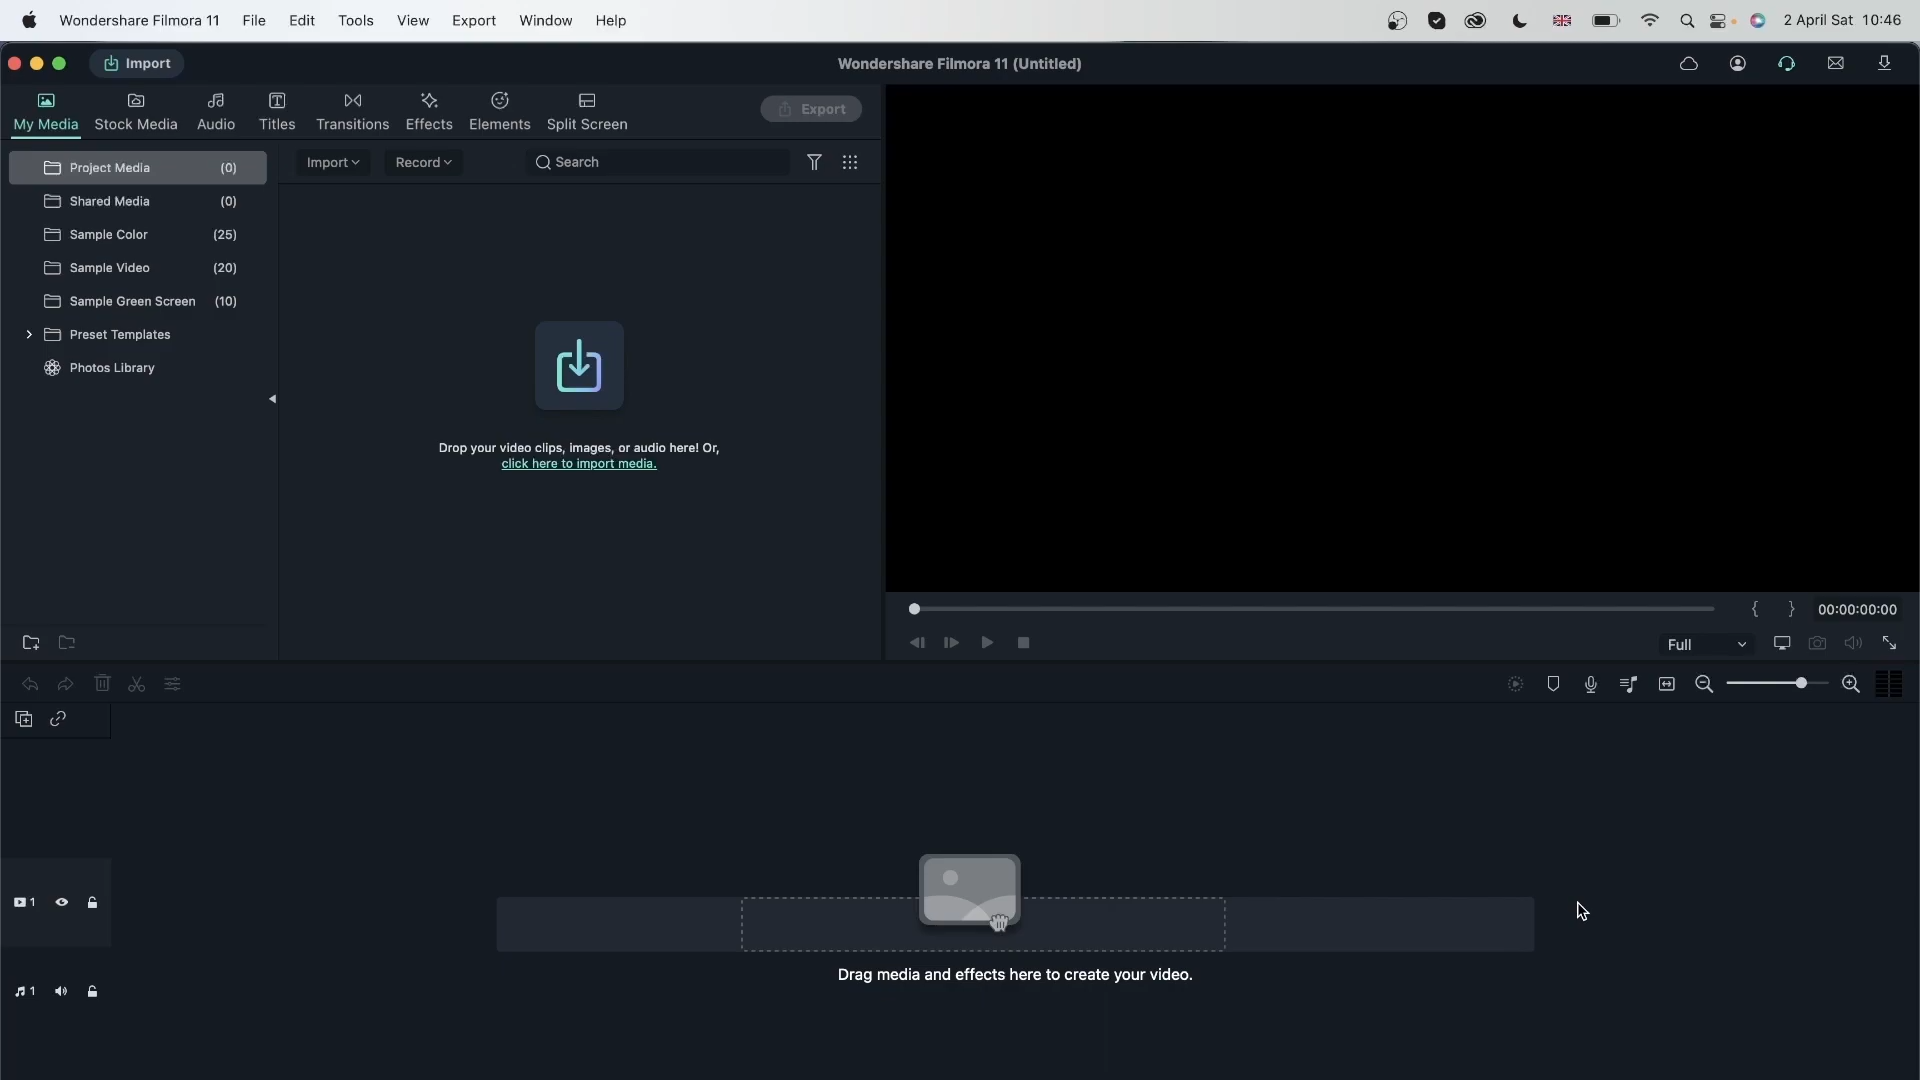 Wondershare Filmora 11 File Edit Tools View Export Window Help 2 April Sat 10:46
Import Wondershare Filmora 11 (Untitled)
My Media Stock Media Audio Titles Transitions Effects Elements Split Screen Export
Project Media (0) Import Record Search
Shared Media (0)
Sample Color (25)
Sample Video (20)
Sample Green Screen (10)
Preset Templates
Photos Library
Drop your video clips, images, or audio here! Or,
click here to import media.
{ } 00:00:00:00
Full
1
Drag media and effects here to create your video.
1